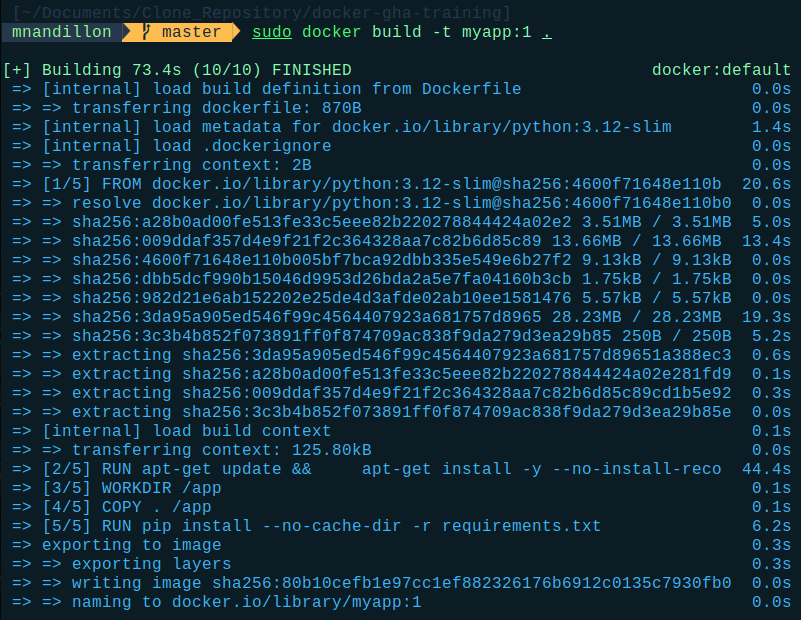 [~/Documents/Clone_Repository/docker-gha-training]
mnandillon master sudo docker build -t myapp:1 .
[+] Building 73.4s (10/10) FINISHED docker:default
=> [internal] load build definition from Dockerfile 0.0s
=> => transferring dockerfile: 870B 0.0s
=> [internal] load metadata for docker.io/library/python:3.12-slim 1.4s
=> [internal] load .dockerignore 0.0s
=> => transferring context: 2B 0.0s
=> [1/5] FROM docker.io/library/python:3.12-slim@sha256:4600f71648e110b 20.6s
=> => resolve docker.io/library/python:3.12-slim@sha256:4600f71648e110b0 0.0s
=> => sha256:a28b0ad00fe513fe33c5eee82b220278844424a02e2 3.51MB / 3.51MB 5.0s
=> => sha256:009ddaf357d4e9f21f2c364328aa7c82b6d85c89 13.66MB / 13.66MB 13.4s
=> => sha256:4600f71648e110b005bf7bca92dbb335e549e6b27f2 9.13kB / 9.13kB 0.0s
=> => sha256:dbb5dcf990b15046d9953d26bda2a5e7fa04160b3cb 1.75kB / 1.75kB 0.0s
=> => sha256:982d21e6ab152202e25de4d3afde02ab10ee1581476 5.57kB / 5.57kB 0.0s
=> => sha256:3da95a905ed546f99c4564407923a681757d8965 28.23MB / 28.23MB 19.3s
=> => sha256:3c3b4b852f073891ff0f874709ac838f9da279d3ea29b85 250B / 250B 5.2s
=> => extracting sha256:3da95a905ed546f99c4564407923a681757d89651a388ec3 0.6s
=> => extracting sha256:a28b0ad00fe513fe33c5eee82b220278844424a02e281fd9 0.1s
=> => extracting sha256:009ddaf357d4e9f21f2c364328aa7c82b6d85c89cd1b5e92 0.3s
=> => extracting sha256:3c3b4b852f073891ff0f874709ac838f9da279d3ea29b85e 0.0s
=> [internal] load build context 0.1s
=> => transferring context: 125.80kB 0.0s
=> [2/5] RUN apt-get update &&     apt-get install -y --no-install-reco 44.4s
=> [3/5] WORKDIR /app 0.1s
=> [4/5] COPY . /app 0.1s
=> [5/5] RUN pip install --no-cache-dir -r requirements.txt 6.2s
=> exporting to image 0.3s
=> => exporting layers 0.3s
=> => writing image sha256:80b10cefb1e97cc1ef882326176b6912c0135c7930fb0 0.0s
=> => naming to docker.io/library/myapp:1 0.0s